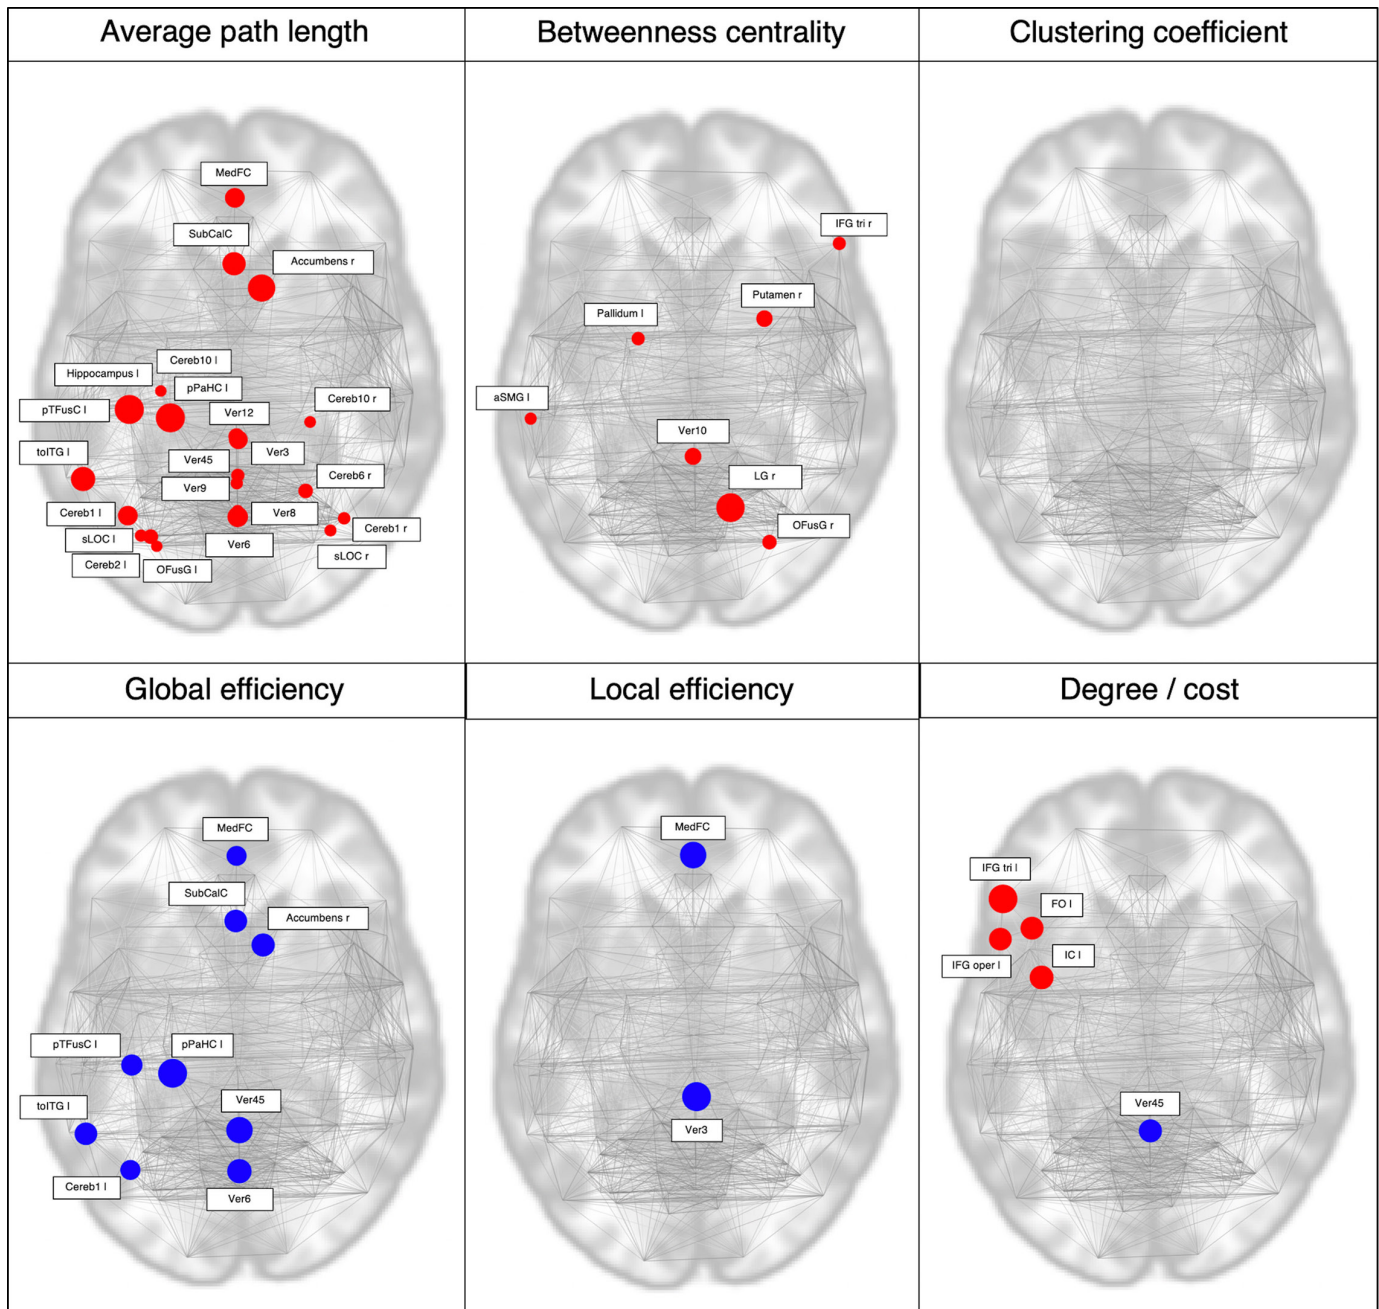 Average path length
Betweenness centrality
Clustering coefficient
MedFC
SubCalC
Accumbens r
Cereb10 l
Hippocampus l
pPaHC l
pTFusC l
Cereb10 r
Ver12
toITG l
Ver3
Ver45
Cereb6 r
Ver9
Cereb1 l
Ver8
Cereb1 r
sLOC l
Ver6
sLOC r
Cereb2 l
OFusG l
IFG tri r
Putamen r
Pallidum l
aSMG l
Ver10
LG r
OFusG r
Global efficiency
Local efficiency
Degree / cost
MedFC
SubCalC
Accumbens r
pTFusC l
pPaHC l
toITG l
Ver45
Cereb1 l
Ver6
MedFC
Ver3
IFG tri l
FO l
IFG oper l
IC l
Ver45